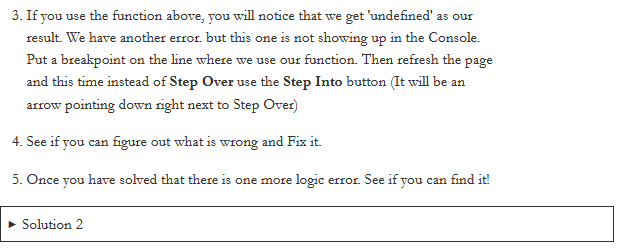 3. If you use the function above, you will notice that we get 'undefined' as our
result. We have another error. but this one is not showing up in the Console.
Put a breakpoint on the line where we use our function. Then refresh the page
and this time instead of Step Over use the Step Into button (It will be an
arrow pointing down right next to Step Over)
4. See if you can figure out what is wrong and Fix it.
5. Once you have solved that there is one more logic error. See if you can find it!
▸ Solution 2